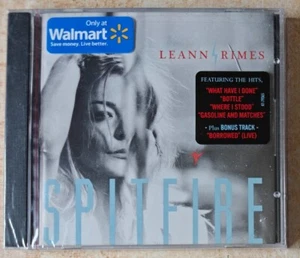 Only at
Walmart
Save money. Live better.
LEANN RIMES
FEATURING THE HITS,
"WHAT HAVE I DONE"
"BOTTLE"
"WHERE I STOOD"
"GASOLINE AND MATCHES"
- Plus BONUS TRACK -
"BORROWED" (LIVE)
SPITFIRE